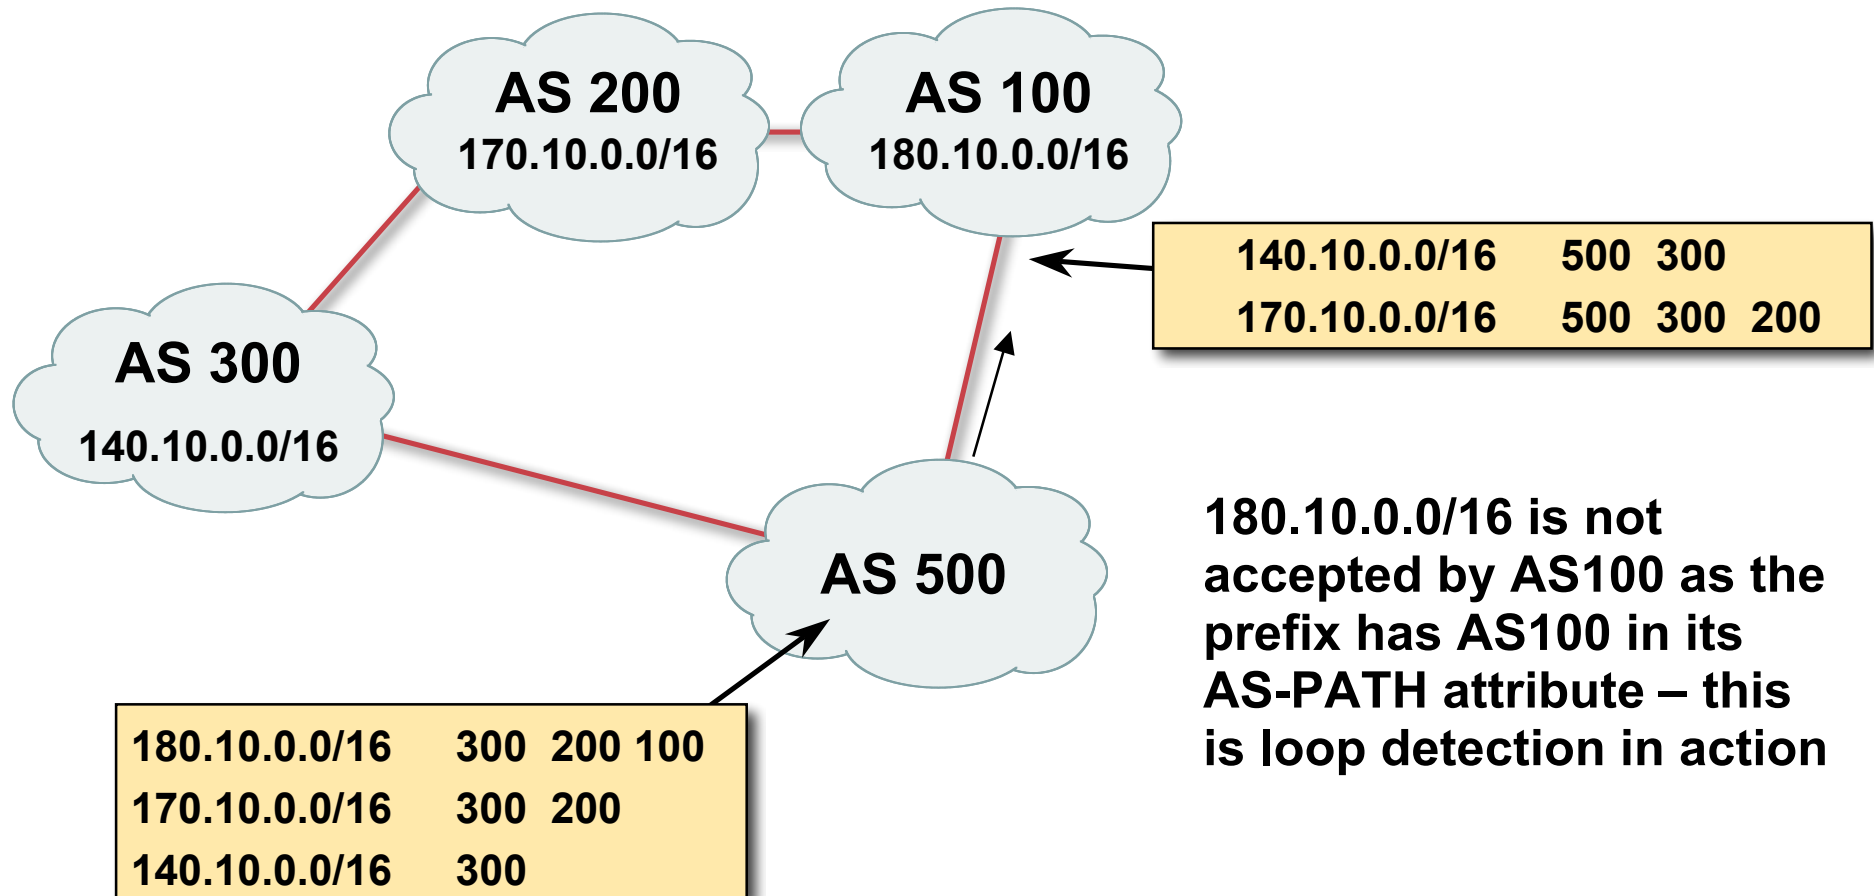 AS 200
170.10.0.0/16
AS 100
180.10.0.0/16
140.10.0.0/16 500 300
170.10.0.0/16 500 300 200
AS 300
140.10.0.0/16
AS 500
180.10.0.0/16 is not
accepted by AS100 as the
prefix has AS100 in its
AS-PATH attribute – this
is loop detection in action
180.10.0.0/16 300 200 100
170.10.0.0/16 300 200
140.10.0.0/16 300